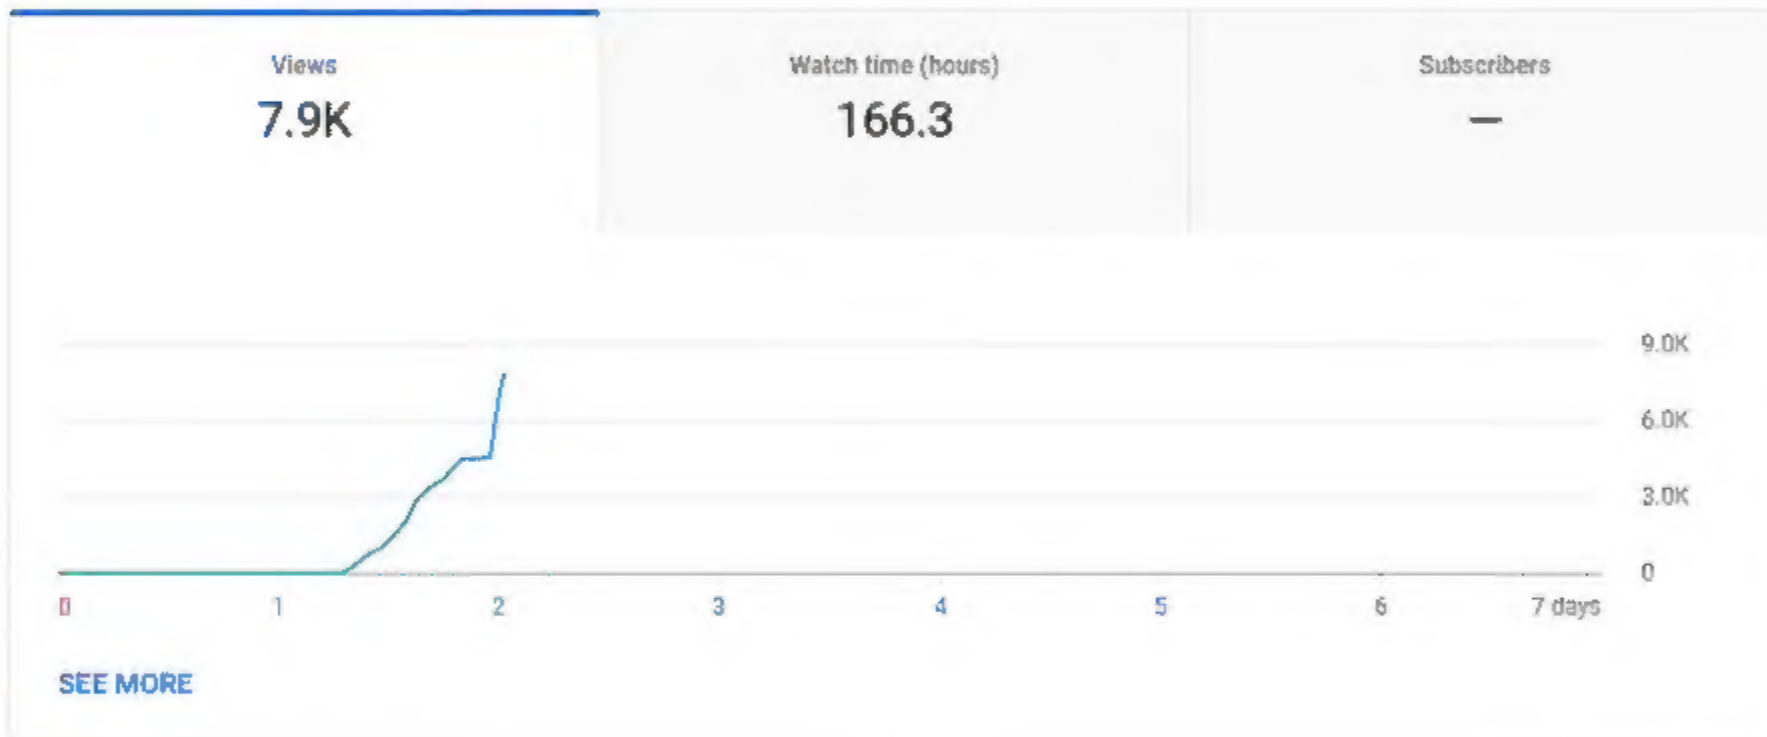 Views
7.9K
Watch time (hours)
166.3
Subscribers
—
9.0K
6.0K
3.0K
0
0 1 2 3 4 5 6 7 days
SEE MORE